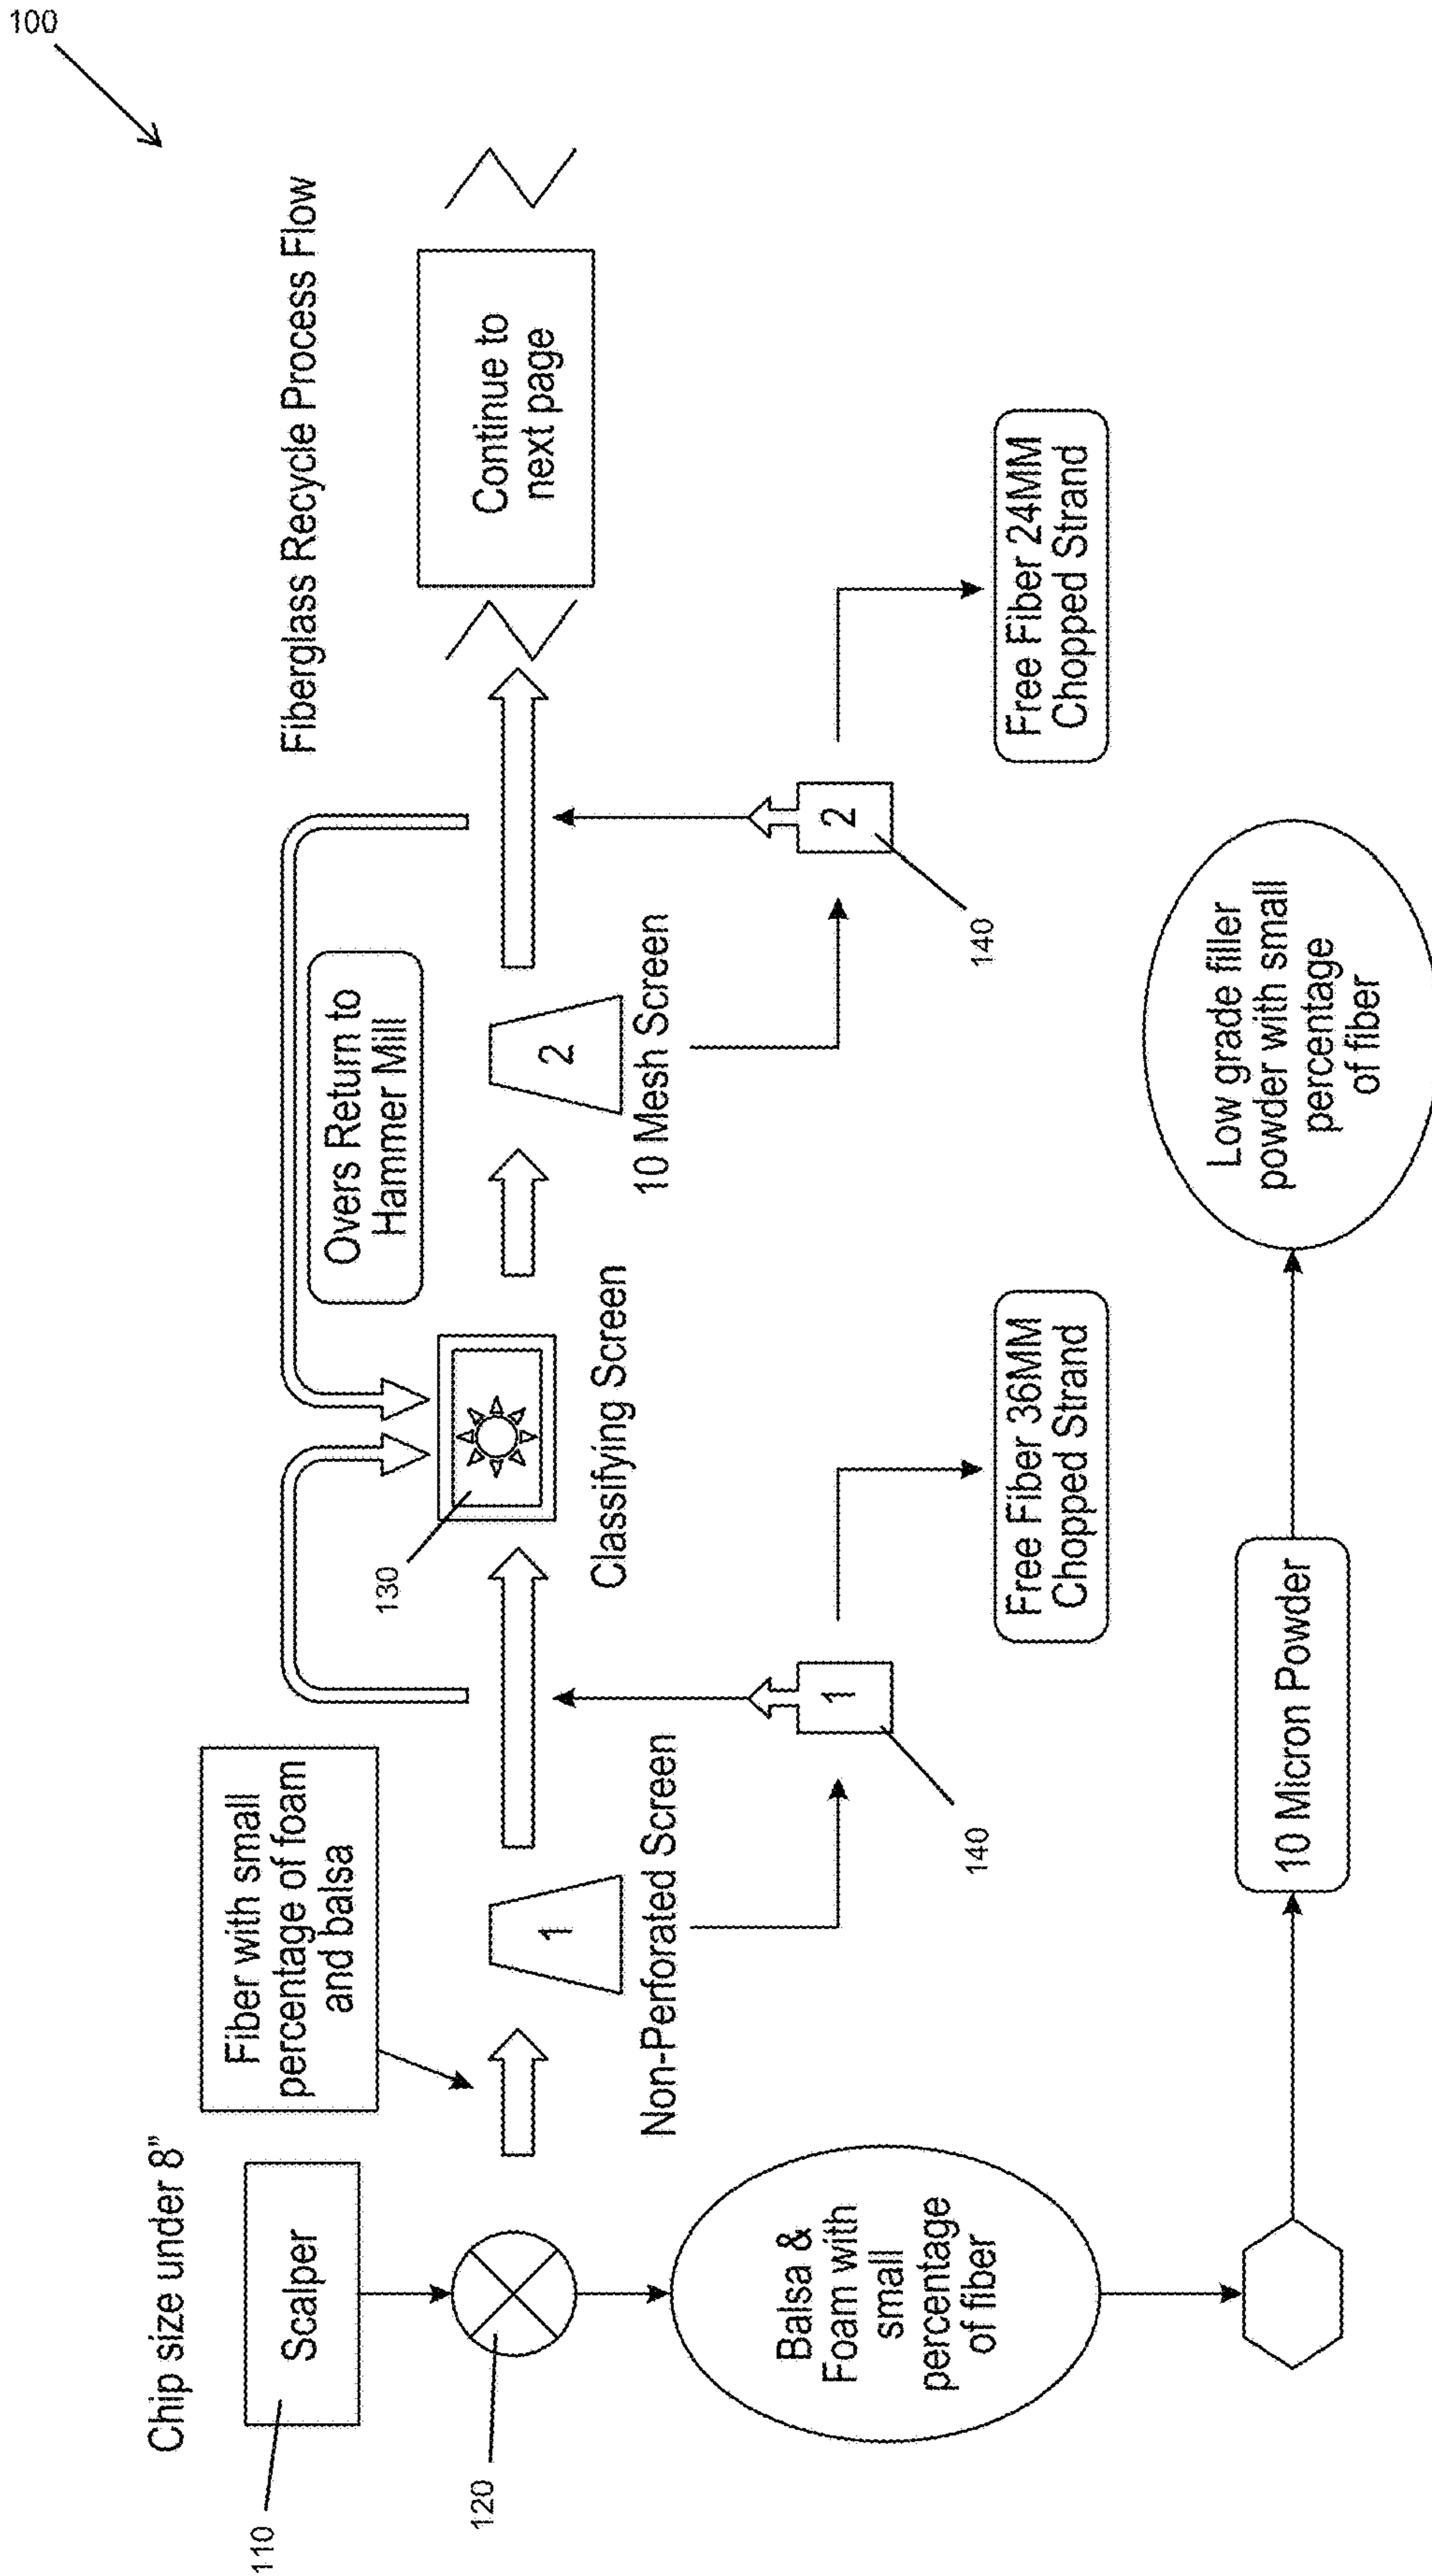 100
Fiberglass Recycle Process Flow
Chip size under 8”
110
Scalper
120
Fiber with small
percentage of foam
and balsa
1
Non-Perforated Screen
1
140
Free Fiber 36MM
Chopped Strand
130
Classifying Screen
Overs Return to
Hammer Mill
2
10 Mesh Screen
2
140
Free Fiber 24MM
Chopped Strand
Continue to
next page
Balsa &
Foam with
small
percentage
of fiber
10 Micron Powder
Low grade filler
powder with small
percentage
of fiber